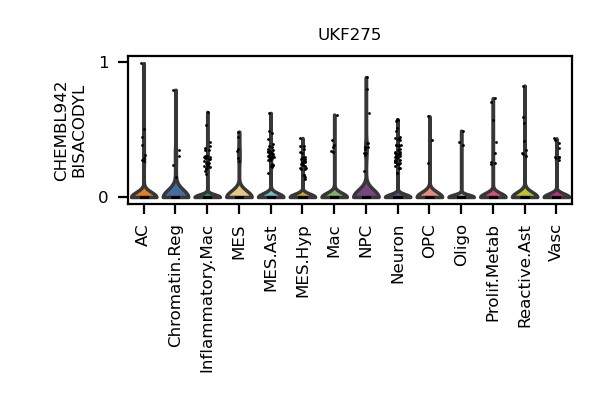 UKF275
CHEMBL942
BISACODYL
1
0
AC
Chromatin.Reg
Inflammatory.Mac
MES
MES.Ast
MES.Hyp
Mac
NPC
Neuron
OPC
Oligo
Prolif.Metab
Reactive.Ast
Vasc